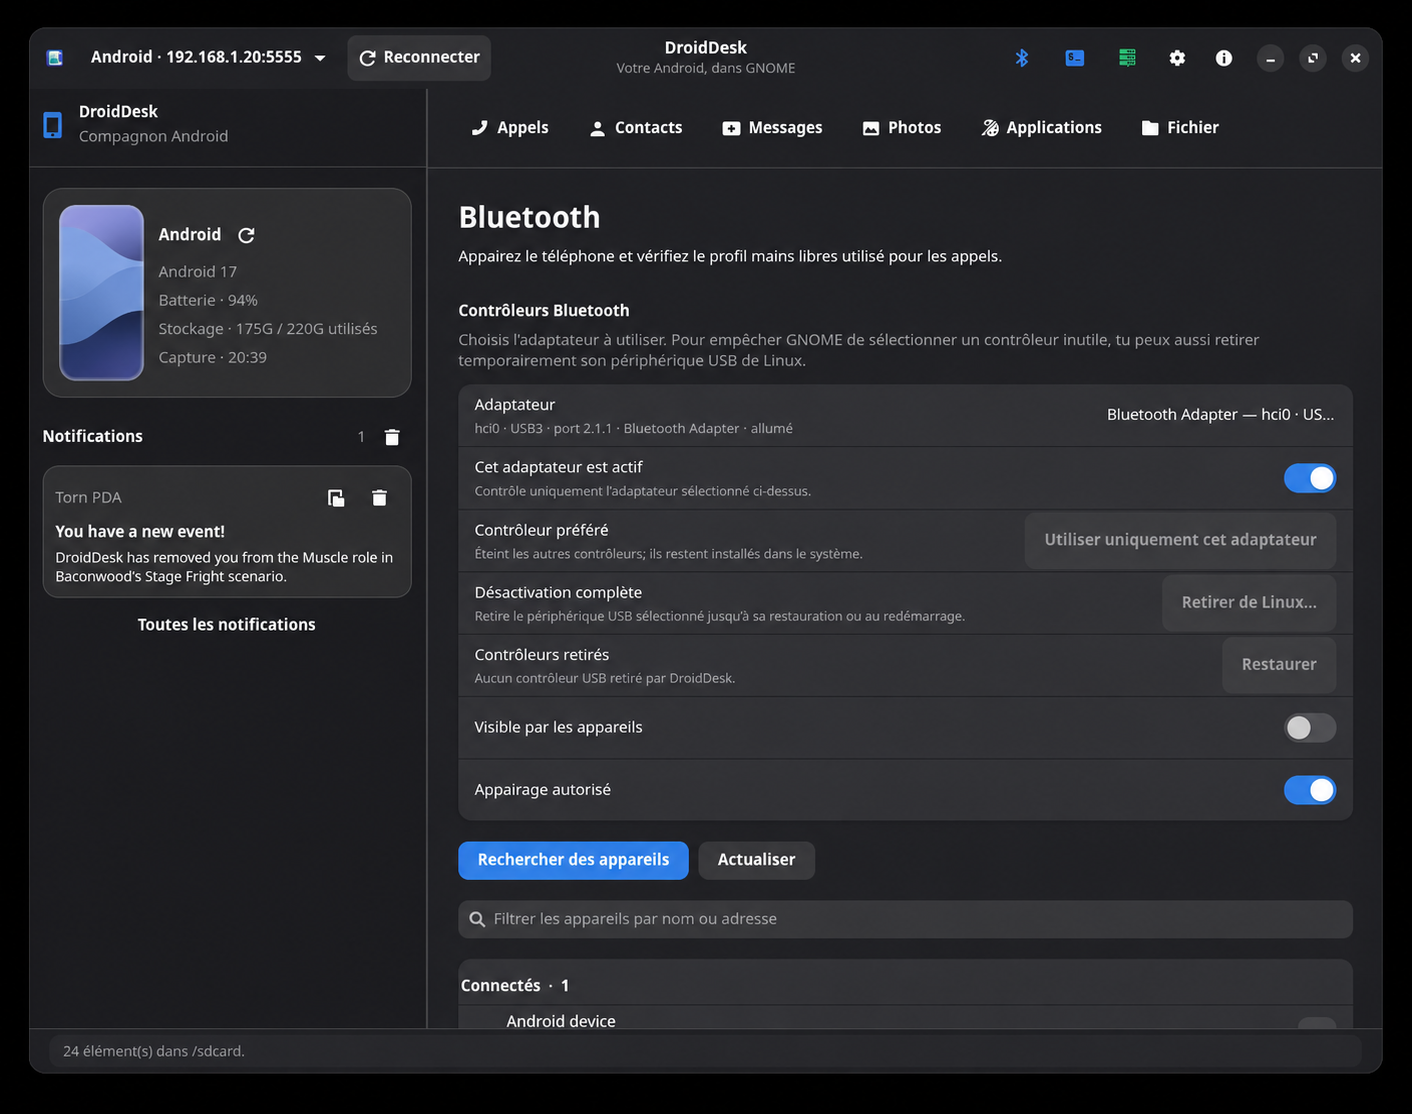 Android · 192.168.1.20:5555
Reconnecter
DroidDesk
Votre Android, dans GNOME
DroidDesk
Compagnon Android
Appels
Contacts
Messages
Photos
Applications
Fichier
Android
Android 17
Batterie · 94%
Stockage · 175G / 220G utilisés
Capture · 20:39
Notifications
1
Torn PDA
You have a new event!
DroidDesk has removed you from the Muscle role in
Baconwood's Stage Fright scenario.
Toutes les notifications
Bluetooth
Appairez le téléphone et vérifiez le profil mains libres utilisé pour les appels.
Contrôleurs Bluetooth
Choisis l'adaptateur à utiliser. Pour empêcher GNOME de sélectionner un contrôleur inutile, tu peux aussi retirer
temporairement son périphérique USB de Linux.
Adaptateur
hci0 · USB3 · port 2.1.1 · Bluetooth Adapter · allumé
Bluetooth Adapter — hci0 · US...
Cet adaptateur est actif
Contrôle uniquement l'adaptateur sélectionné ci-dessus.
Contrôleur préféré
Éteint les autres contrôleurs; ils restent installés dans le système.
Utiliser uniquement cet adaptateur
Désactivation complète
Retire le périphérique USB sélectionné jusqu'à sa restauration ou au redémarrage.
Retirer de Linux...
Contrôleurs retirés
Aucun contrôleur USB retiré par DroidDesk.
Restaurer
Visible par les appareils
Appairage autorisé
Rechercher des appareils
Actualiser
Filtrer les appareils par nom ou adresse
Connectés · 1
Android device
24 élément(s) dans /sdcard.